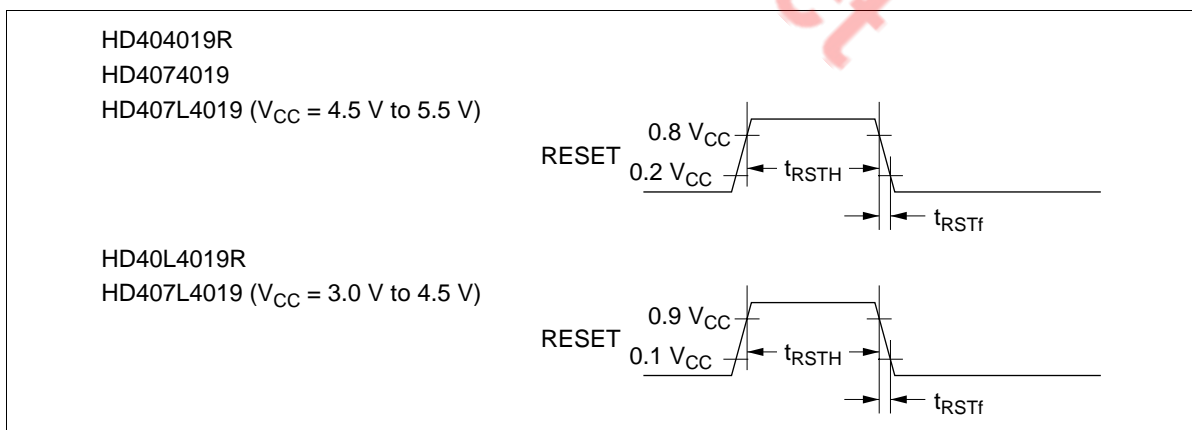 HD404019R
HD4074019
HD407L4019 (VCC = 4.5 V to 5.5 V)
0.8 VCC
RESET
0.2 VCC
tRSTH
tRSTf
HD40L4019R
HD407L4019 (VCC = 3.0 V to 4.5 V)
0.9 VCC
RESET
0.1 VCC
tRSTH
tRSTf
ct